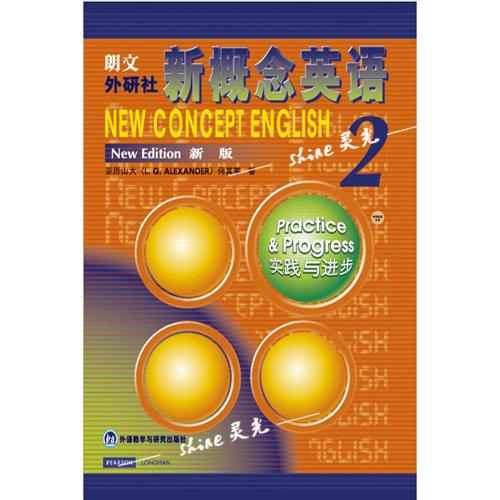 朗文
外研社
新概念英语
NEW CONCEPT ENGLISH
New Edition 新 版
shine 灵光
2
亚历山大 (L. G. ALEXANDER) 何其莘 著
Practice
& Progress
实践与进步
外语教学与研究出版社
shine 灵光
PEARSON LONGMAN